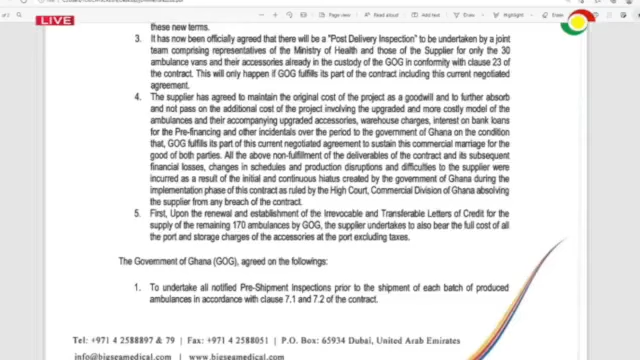 Page view
Read aloud
Add text
Draw
Highlight
Erase
LIVE
these new terms.
3. It has now been officially agreed that there will be a "Post Delivery Inspection" to be undertaken by a joint
team comprising representatives of the Ministry of Health and those of the Supplier for only the 30
ambulance vans and their accessories already in the custody of the GOG in conformity with clause 23 of
the contract. This will only happen if GOG fulfills its part of the contract including this current negotiated
agreement.
4. The supplier has agreed to maintain the original cost of the project as a goodwill and to further absorb
and not pass on the additional cost of the project involving the upgraded and more costly model of the
ambulances and their accompanying upgraded accessories, warehouse charges, interest on bank loans
for the Pre-financing and other incidentals over the period to the government of Ghana on the condition
that, GOG fulfills its part of this current negotiated agreement to sustain this commercial marriage for the
good of both parties. All the above non-fulfillment of the deliverables of the contract and its subsequent
financial losses, changes in schedules and production disruptions and difficulties to the supplier were
incurred as a result of the initial and continuous hiatus created by the government of Ghana during the
implementation phase of this contract as ruled by the High Court, Commercial Division of Ghana absolving
the supplier from any breach of the contract.
5. First, Upon the renewal and establishment of the Irrevocable and Transferable Letters of Credit for the
supply of the remaining 170 ambulances by GOG, the supplier undertakes to also bear the full cost of all
the port and storage charges of the accessories at the port excluding taxes.
The Government of Ghana (GOG), agreed on the followings:
1. To undertake all notified Pre-Shipment Inspections prior to the shipment of each batch of produced
ambulances in accordance with clause 7.1 and 7.2 of the contract.
Tel: +971 4 2588897 & 79 | Fax: +971 4 2588051 | P.O. Box: 65934 Dubai, United Arab Emirates
info@bigseamedical.com | www.bigseamedical.com